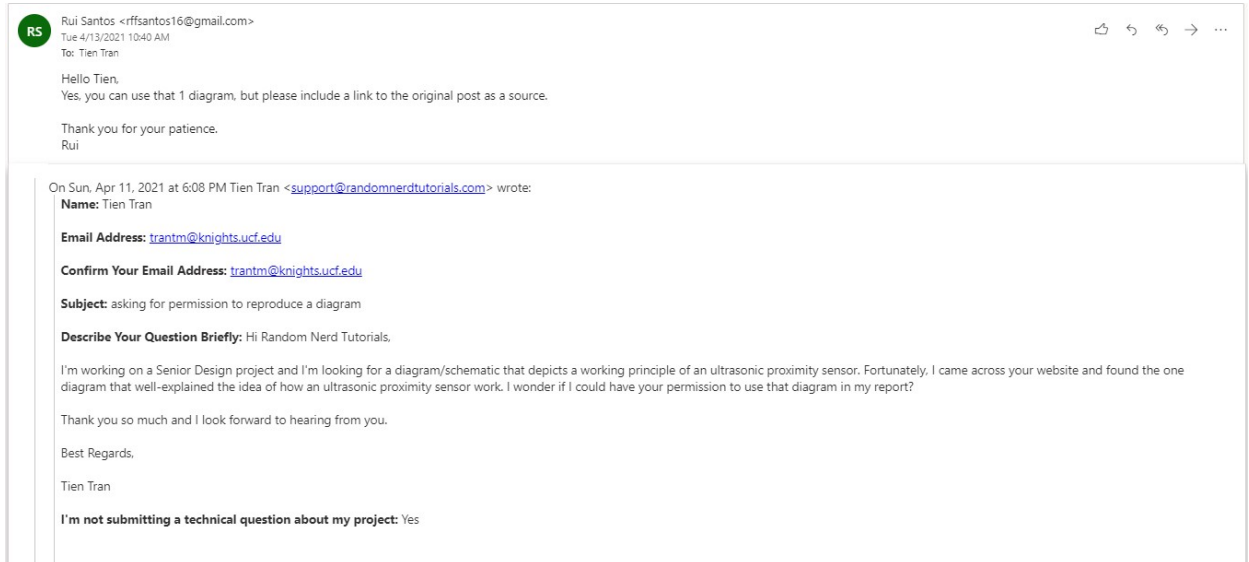 RS
Rui Santos <rffsantos16@gmail.com>
Tue 4/13/2021 10:40 AM
To: Tien Tran
Hello Tien,
Yes, you can use that 1 diagram, but please include a link to the original post as a source.
Thank you for your patience.
Rui
On Sun, Apr 11, 2021 at 6:08 PM Tien Tran <support@randomnerdtutorials.com> wrote:
Name: Tien Tran
Email Address: trantm@knights.ucf.edu
Confirm Your Email Address: trantm@knights.ucf.edu
Subject: asking for permission to reproduce a diagram
Describe Your Question Briefly: Hi Random Nerd Tutorials,
I'm working on a Senior Design project and I'm looking for a diagram/schematic that depicts a working principle of an ultrasonic proximity sensor. Fortunately, I came across your website and found the one
diagram that well-explained the idea of how an ultrasonic proximity sensor work. I wonder if I could have your permission to use that diagram in my report?
Thank you so much and I look forward to hearing from you.
Best Regards,
Tien Tran
I'm not submitting a technical question about my project: Yes